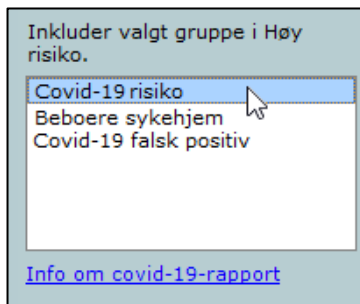 Inkluder valgt gruppe i Høy
risiko.
Covid-19 risiko
Beboere sykehjem
Covid-19 falsk positiv
Info om covid-19-rapport